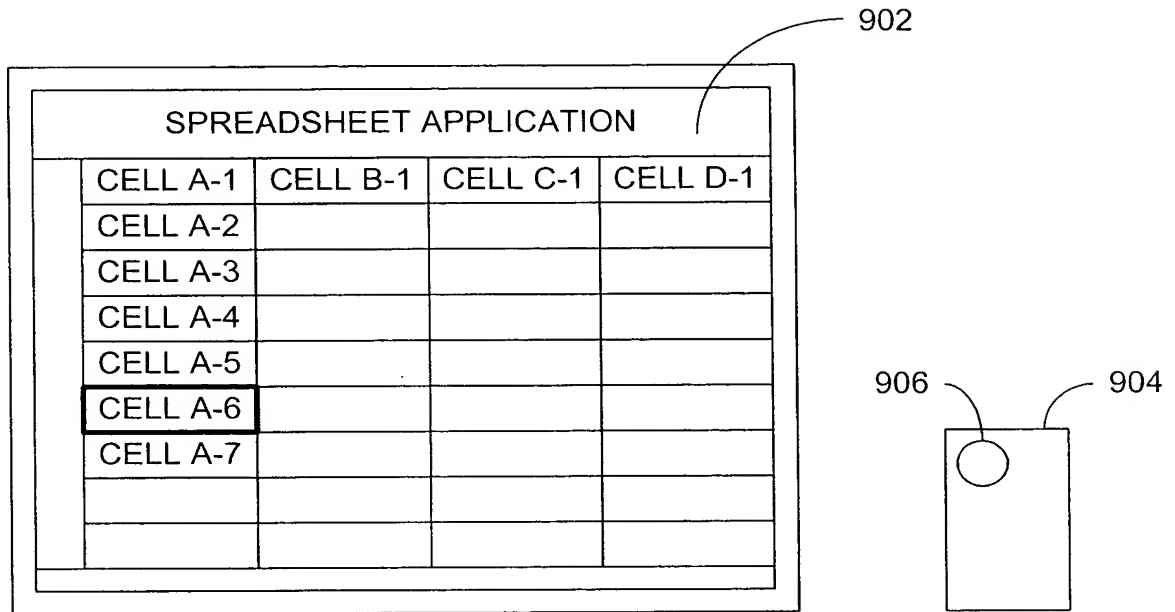 902
SPREADSHEET APPLICATION
CELL A-1 CELL B-1 CELL C-1 CELL D-1
CELL A-2
CELL A-3
CELL A-4
CELL A-5
CELL A-6
CELL A-7
906 904